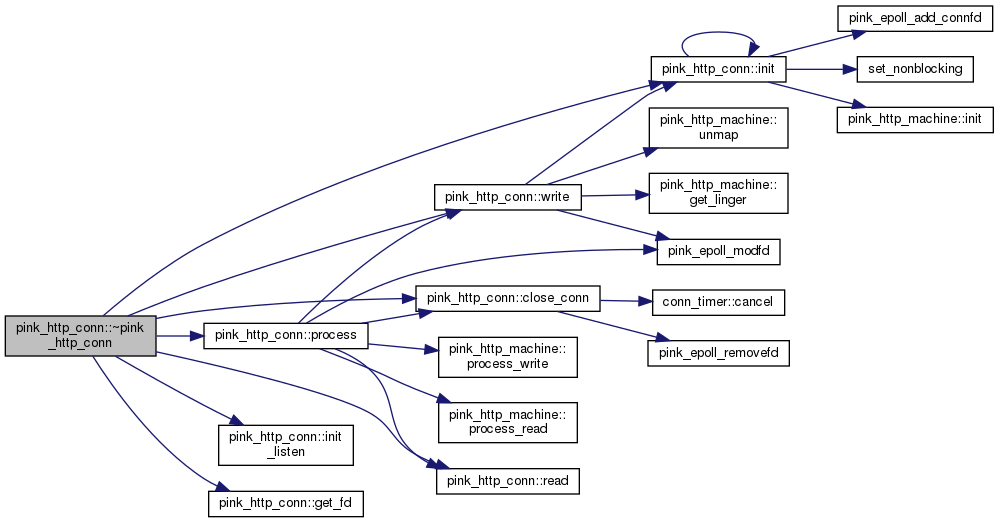 pink_epoll_add_connfd
pink_http_conn::init
set_nonblocking
pink_http_machine::init
pink_http_machine::
unmap
pink_http_conn::write
pink_http_machine::
get_linger
pink_epoll_modfd
pink_http_conn::close_conn
conn_timer::cancel
pink_http_conn::~pink
_http_conn
pink_http_conn::process
pink_http_machine::
process_write
pink_epoll_removefd
pink_http_machine::
process_read
pink_http_conn::init
_listen
pink_http_conn::read
pink_http_conn::get_fd